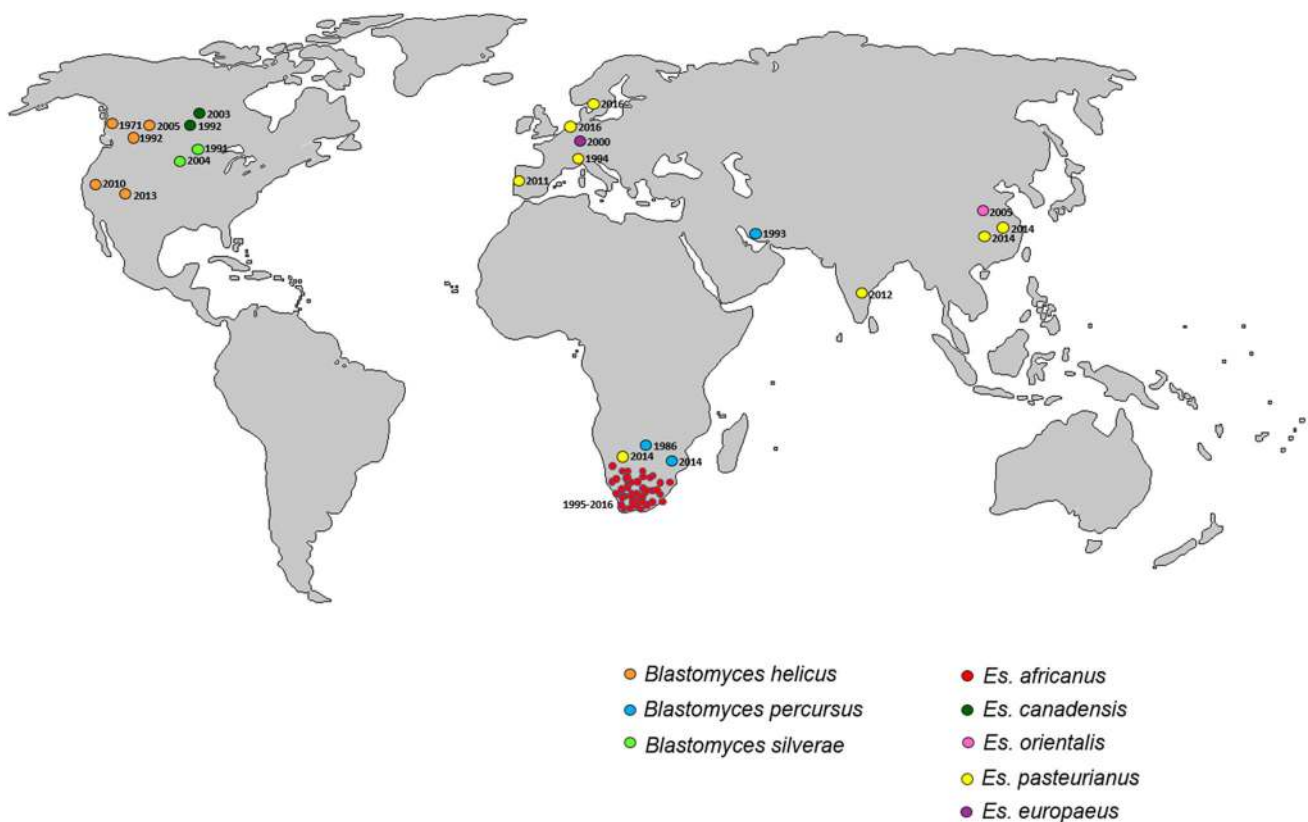 2003
1971
2005
1992
1992
1991
2004
2010
2013
2016
2016
2000
1994
2011
1993
2005
2014
2014
2012
1986
2014
2014
1995-2016
Blastomyces helicus
Blastomyces percursus
Blastomyces silverae
Es. africanus
Es. canadensis
Es. orientalis
Es. pasteurianus
Es. europaeus